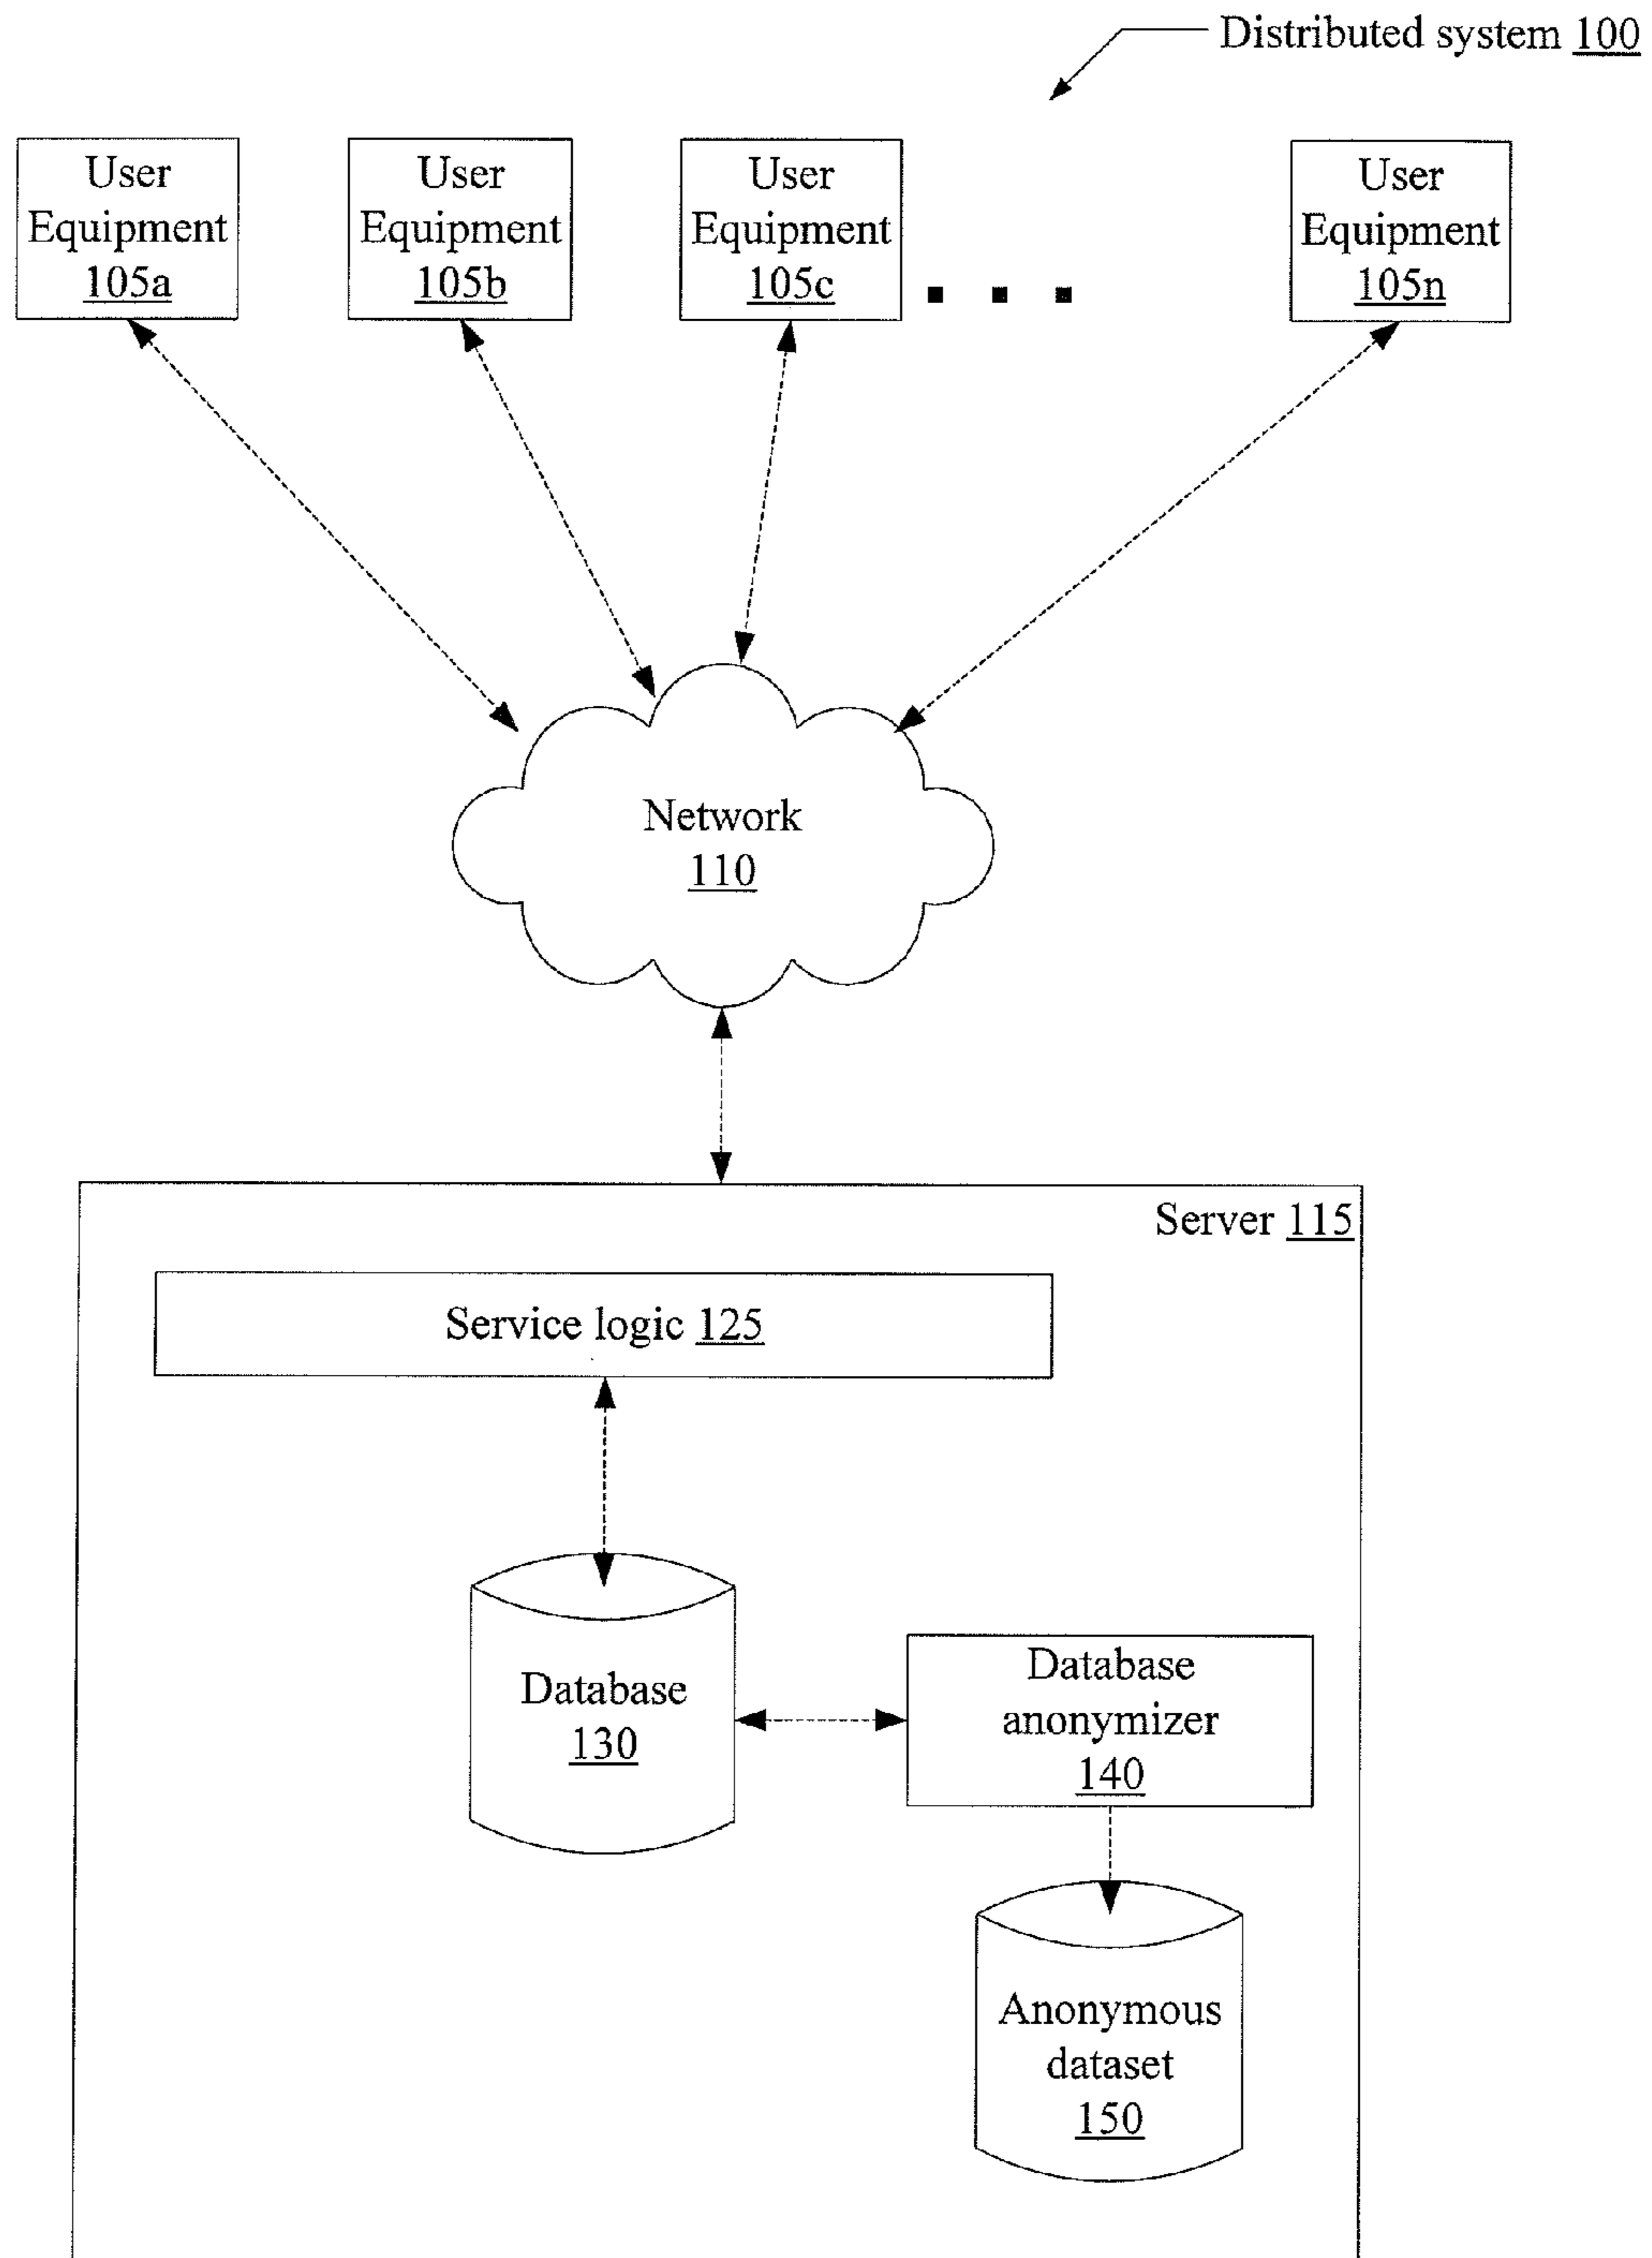 Distributed system 100
User
Equipment
105a
User
Equipment
105b
User
Equipment
105c
User
Equipment
105n
Network
110
Server 115
Service logic 125
Database
130
Database
anonymizer
140
Anonymous
dataset
150